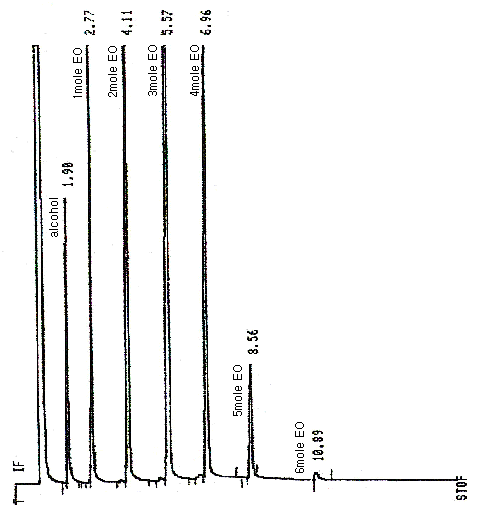 IF
alcohol
1.90
1mole EO
2.77
2mole EO
4.11
3mole EO
5.57
4mole EO
6.96
5mole EO
8.56
6mole EO
10.89
STOP